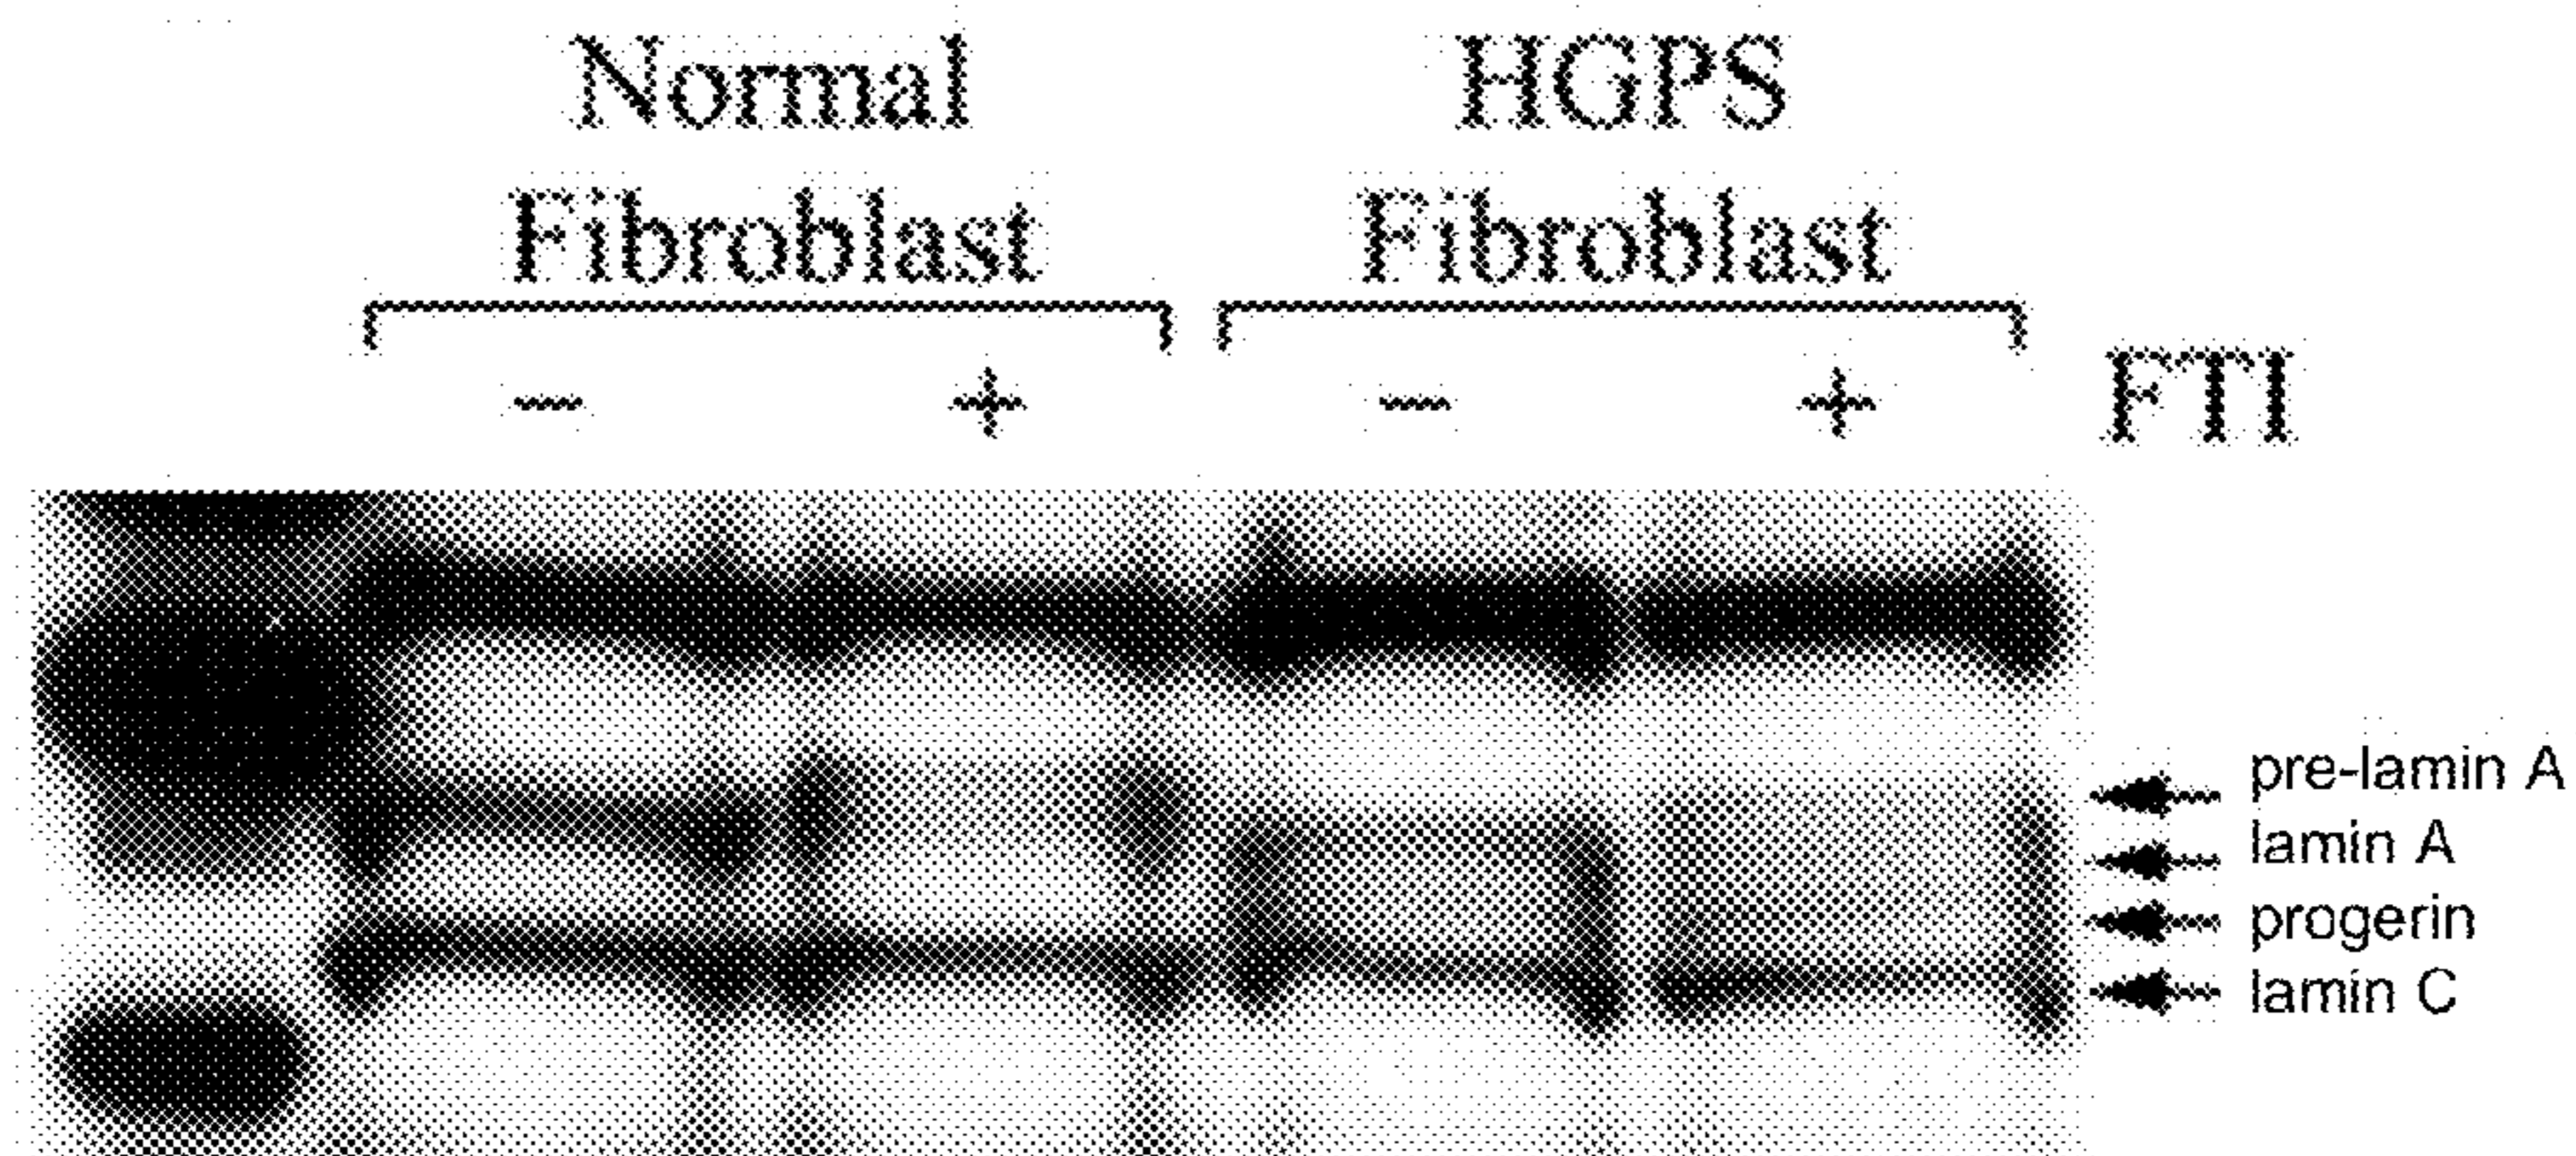 Normal HGPS
Fibroblast Fibroblast
− + − + FTI
pre-lamin A
lamin A
progerin
lamin C